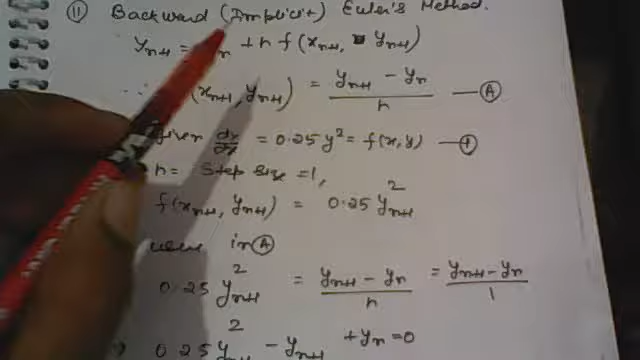 (ii) Backward (Implicit) Euler's Method.
yₙ₊₁ = n + h f(xₙ₊₁, yₙ₊₁)
∴ (xₙ₊₁, yₙ₊₁) = (yₙ₊₁ - yₙ)/h — (A)
given dy/dx = 0.25 y² = f(x, y) — (1)
h = Step size = 1,
f(xₙ₊₁, yₙ₊₁) = 0.25 y²ₙ₊₁
in (A)
0.25 y²ₙ₊₁ = (yₙ₊₁ - yₙ)/h = (yₙ₊₁ - yₙ)/1
0.25 y²ₙ₊₁ - yₙ₊₁ + yₙ = 0